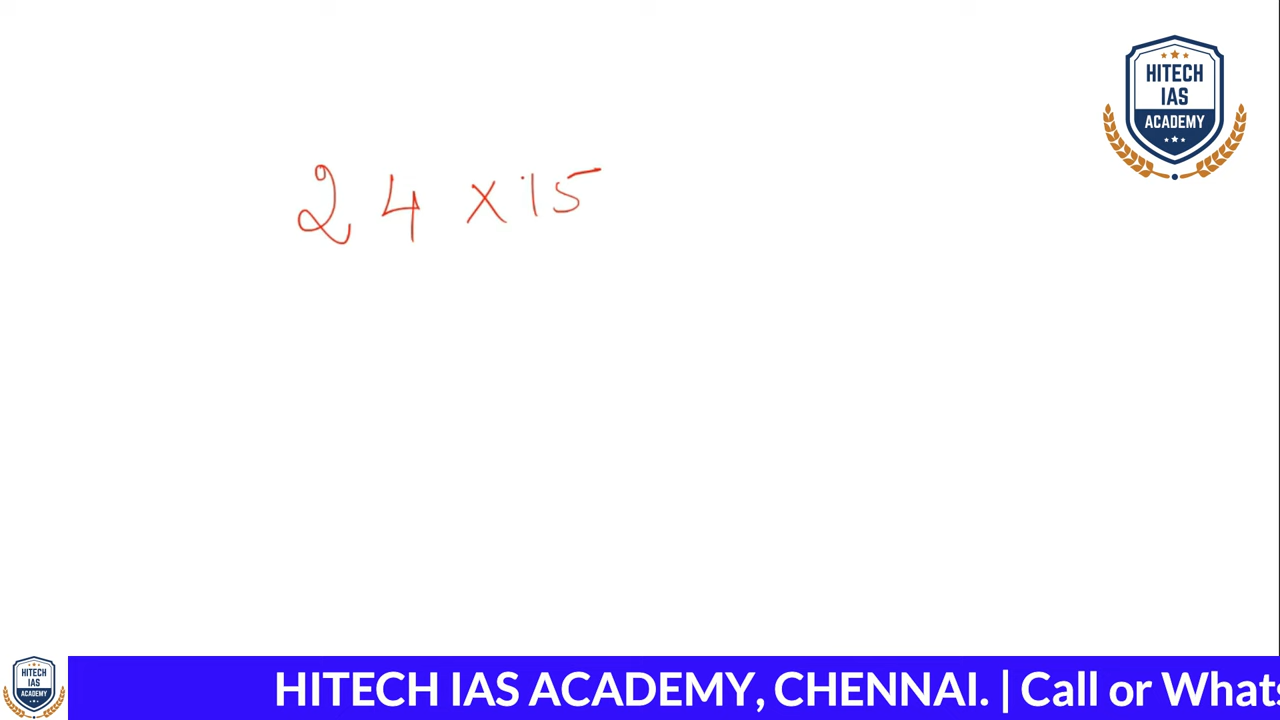 HITECH
IAS
ACADEMY
24 × 15
HITECH
IAS
ACADEMY
HITECH IAS ACADEMY, CHENNAI. | Call or Whats